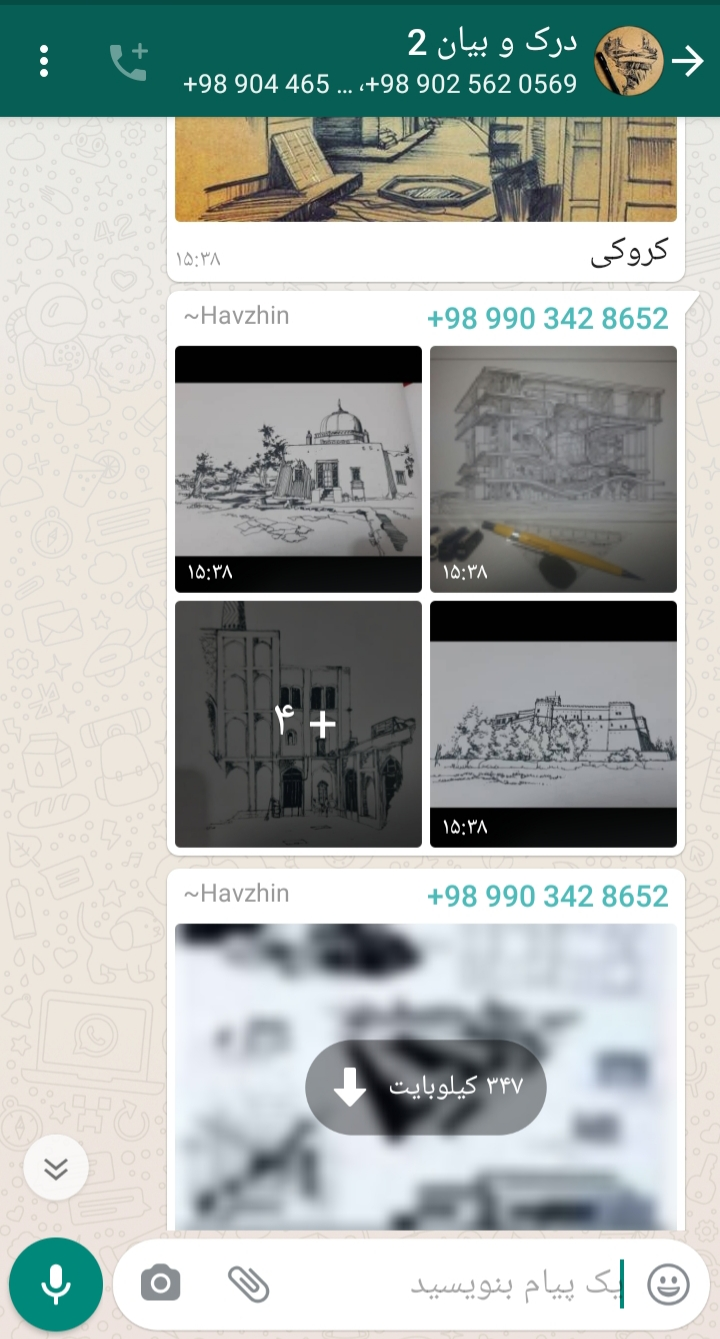 درک و بیان 2
+98 904 465 ... ،+98 902 562 0569
کروکی
۱۵:۳۸
+98 990 342 8652
~Havzhin
۱۵:۳۸
۱۵:۳۸
۱۵:۳۸
+ ۴
+98 990 342 8652
~Havzhin
۳۴۷ کیلوبایت
یک پیام بنویسید